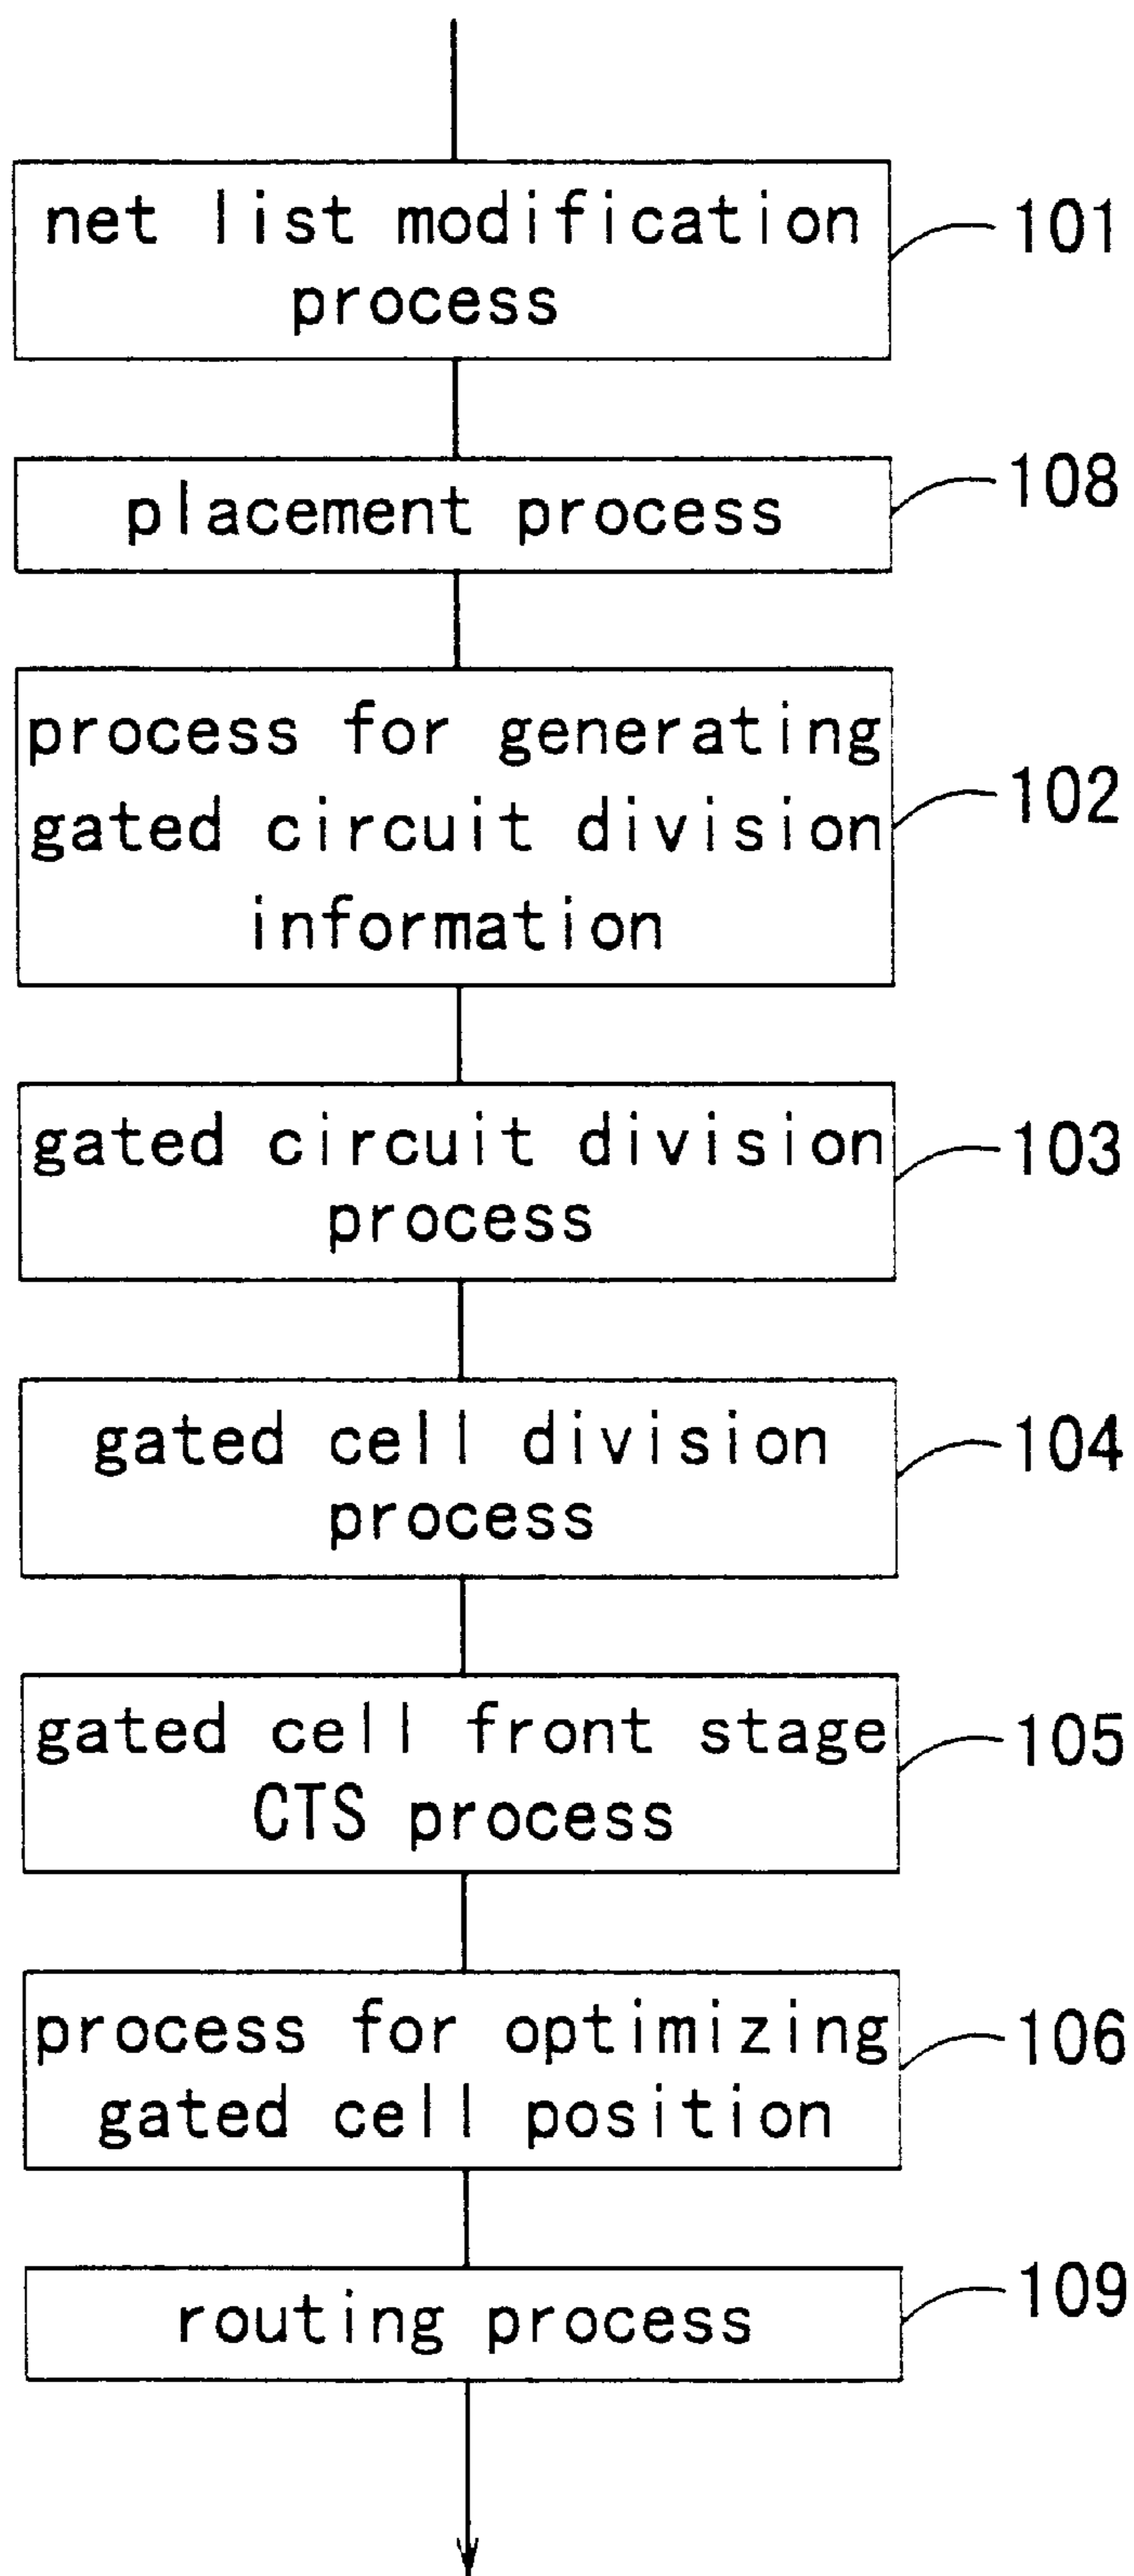 net list modification
process
101
placement process
108
process for generating
gated circuit division
information
102
gated circuit division
process
103
gated cell division
process
104
gated cell front stage
CTS process
105
process for optimizing
gated cell position
106
routing process
109